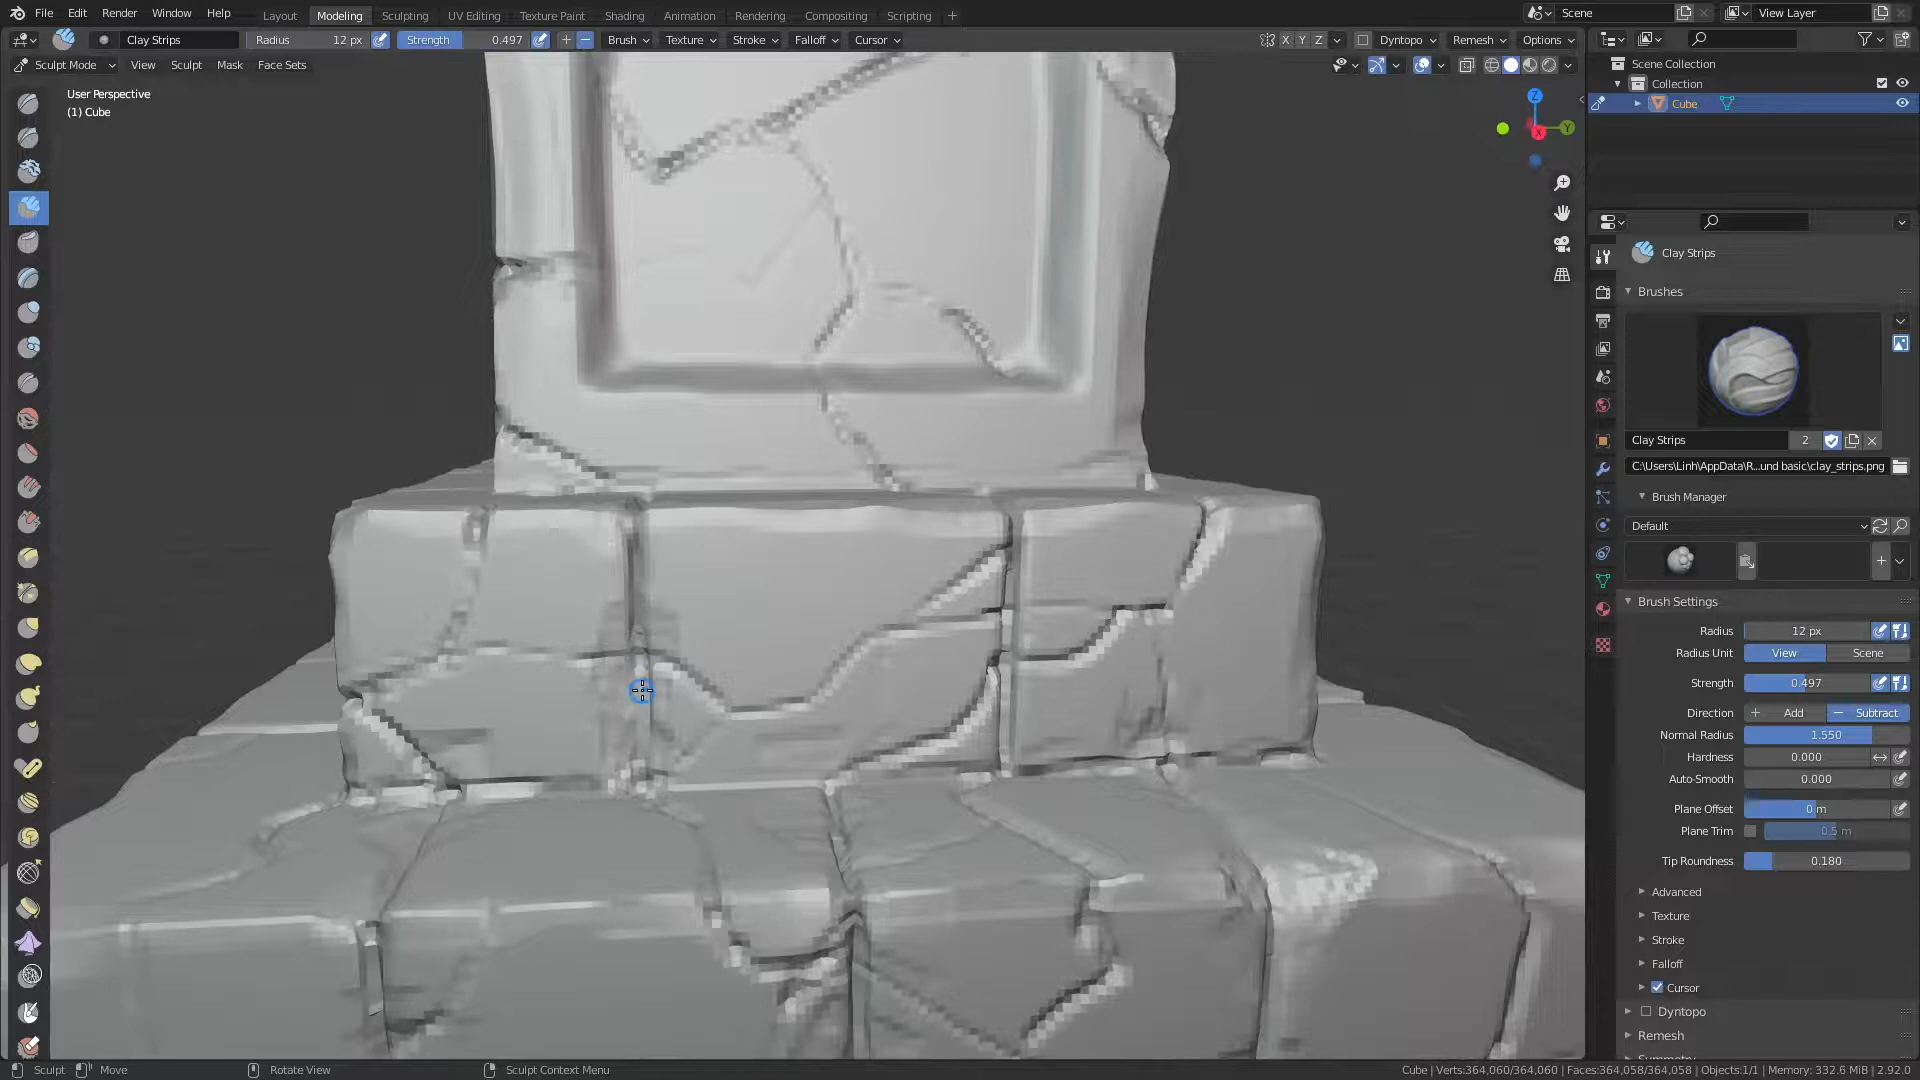 File Edit Render Window Help Layout Modeling Sculpting UV Editing Texture Paint Shading Animation Rendering Compositing Scripting Scene View Layer
Clay Strips Radius 12 px Strength 0.497 Brush Texture Stroke Falloff Cursor X Y Z Dyntopo Remesh Options
Sculpt Mode View Sculpt Mask Face Sets
User Perspective
(1) Cube
Z
X Y
Scene Collection
Collection
Cube
Clay Strips
Brushes
Clay Strips 2
C:\Users\Linh\AppData\R...und basic\clay_strips.png
Brush Manager
Default
Brush Settings
Radius 12 px
Radius Unit View Scene
Strength 0.497
Direction Add Subtract
Normal Radius 1.550
Hardness 0.000
Auto-Smooth 0.000
Plane Offset 0 m
Plane Trim 0.5 m
Tip Roundness 0.180
Advanced
Texture
Stroke
Falloff
Cursor
Dyntopo
Remesh
Symmetry
Sculpt Move Rotate View Sculpt Context Menu Cube | Verts:364,060/364,060 | Faces:364,058/364,058 | Objects:1/1 | Memory: 332.6 MiB | 2.92.0